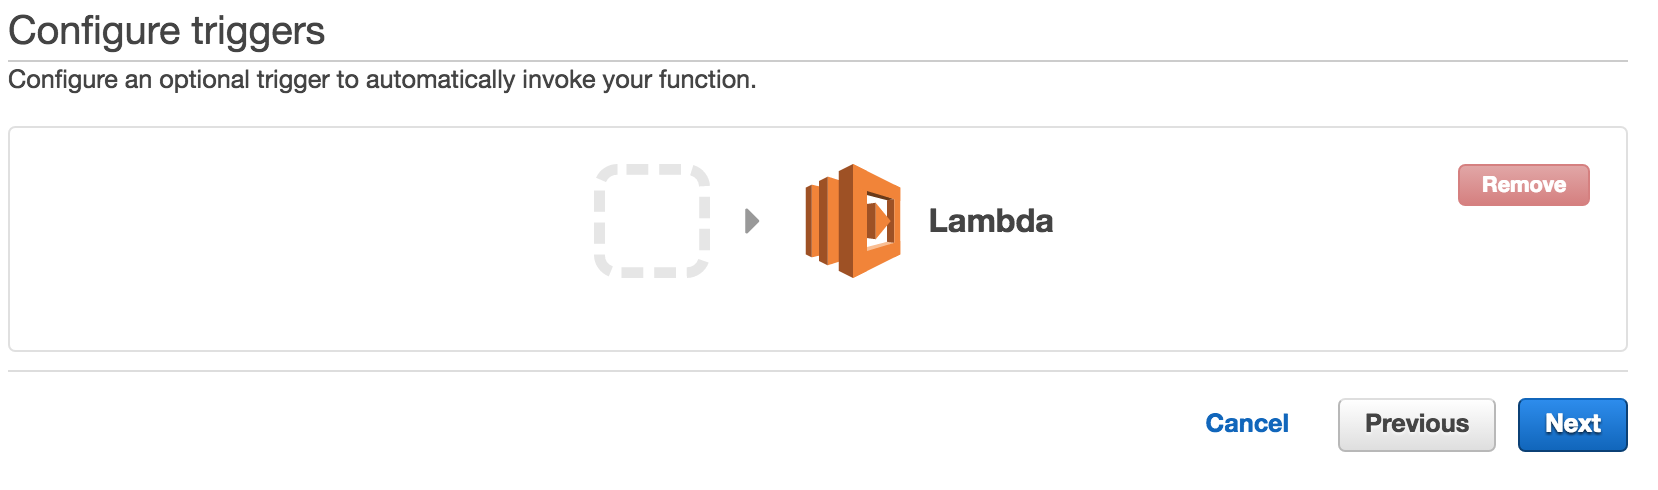 Configure triggers
Configure an optional trigger to automatically invoke your function.
Remove
Lambda
Cancel
Previous
Next